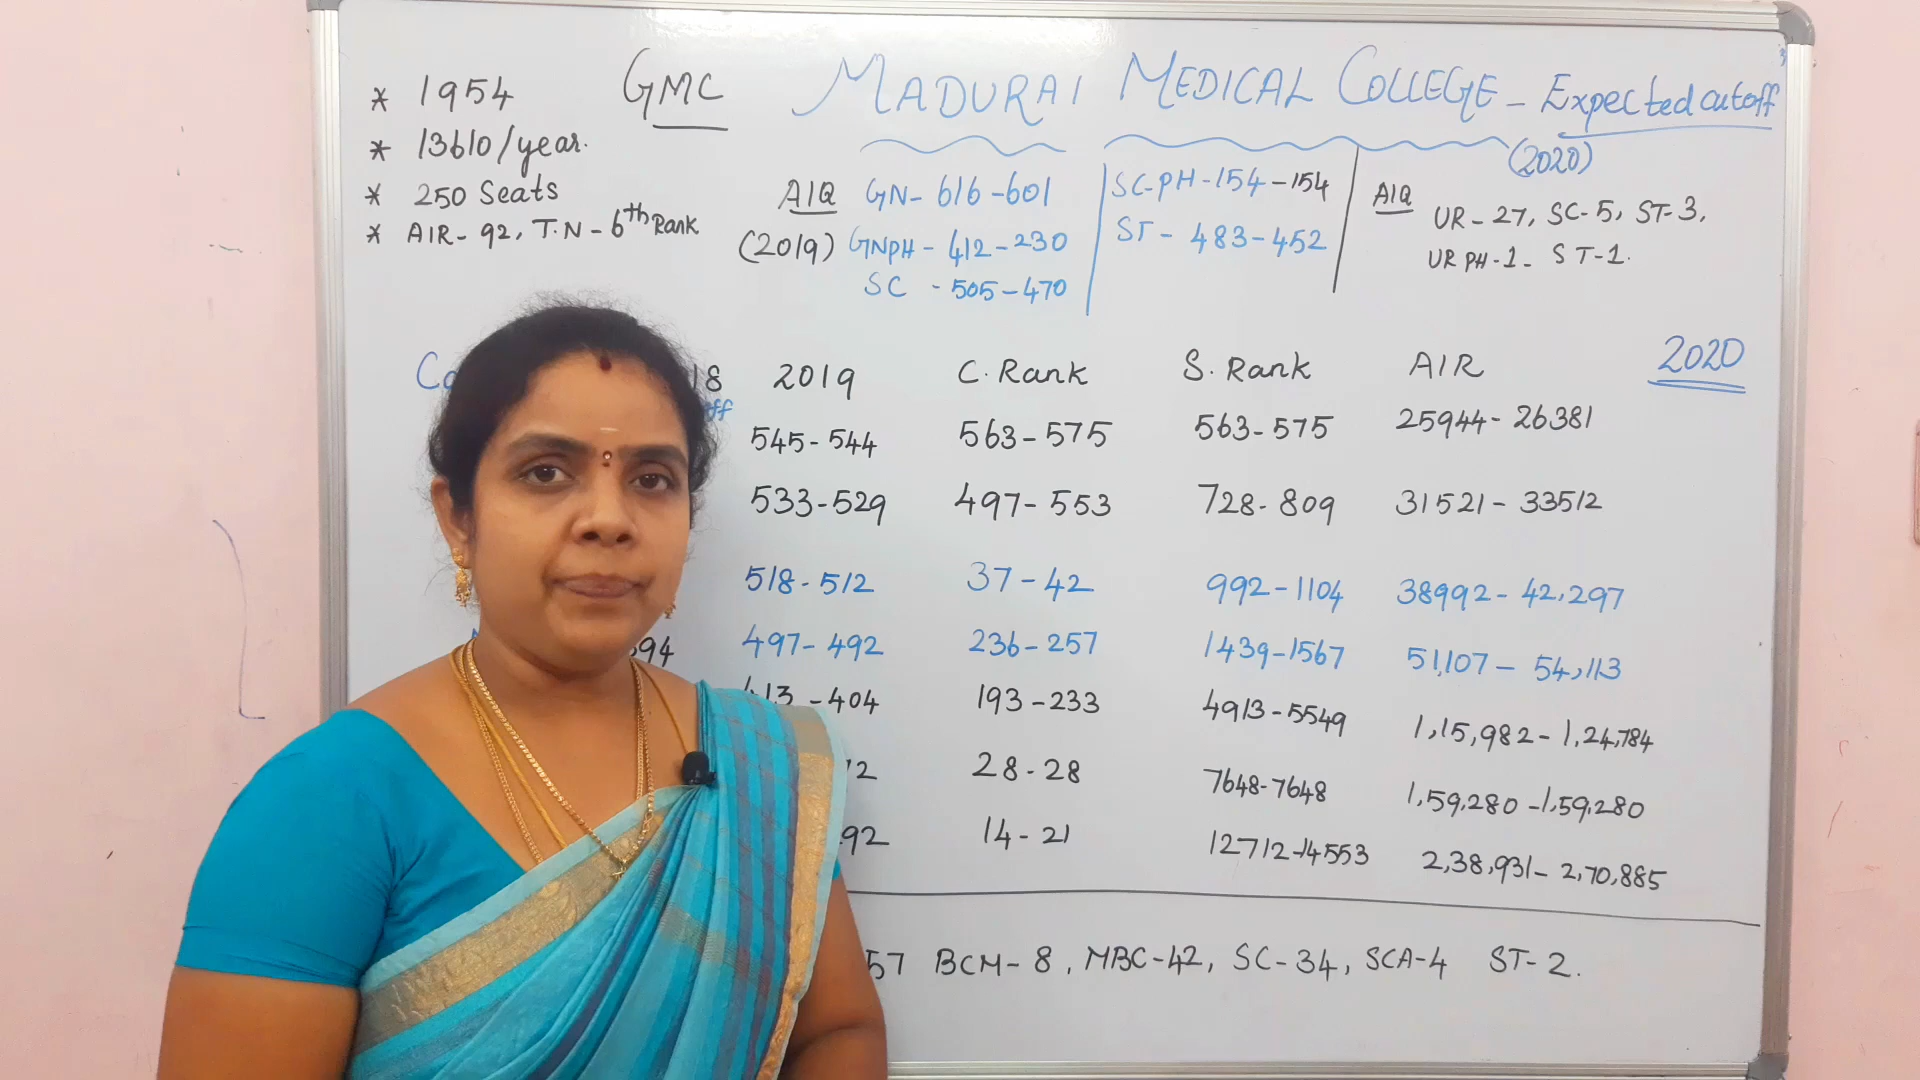 GMC MADURAI MEDICAL COLLEGE - Expected cutoff
(2020)
* 1954
* 13610/year.
* 250 Seats
* AIR - 92, T.N - 6th Rank
AIQ GN - 616 - 601
(2019) GNPH - 412 - 230
SC - 505 - 470
SC-PH - 154 - 154
ST - 483 - 452
AIQ UR - 27, SC - 5, ST - 3,
UR PH - 1 - ST - 1.
2019 C. Rank S. Rank AIR 2020
545 - 544 563 - 575 563 - 575 25944 - 26381
533 - 529 497 - 553 728 - 809 31521 - 33512
518 - 512 37 - 42 992 - 1104 38992 - 42,297
497 - 492 236 - 257 1439 - 1567 51,107 - 54,113
413 - 404 193 - 233 4913 - 5549 1,15,982 - 1,24,784
28 - 28 7648 - 7648 1,59,280 - 1,59,280
14 - 21 12712 - 14553 2,38,931 - 2,70,885
57 BCM - 8, MBC - 42, SC - 34, SCA - 4 ST - 2.